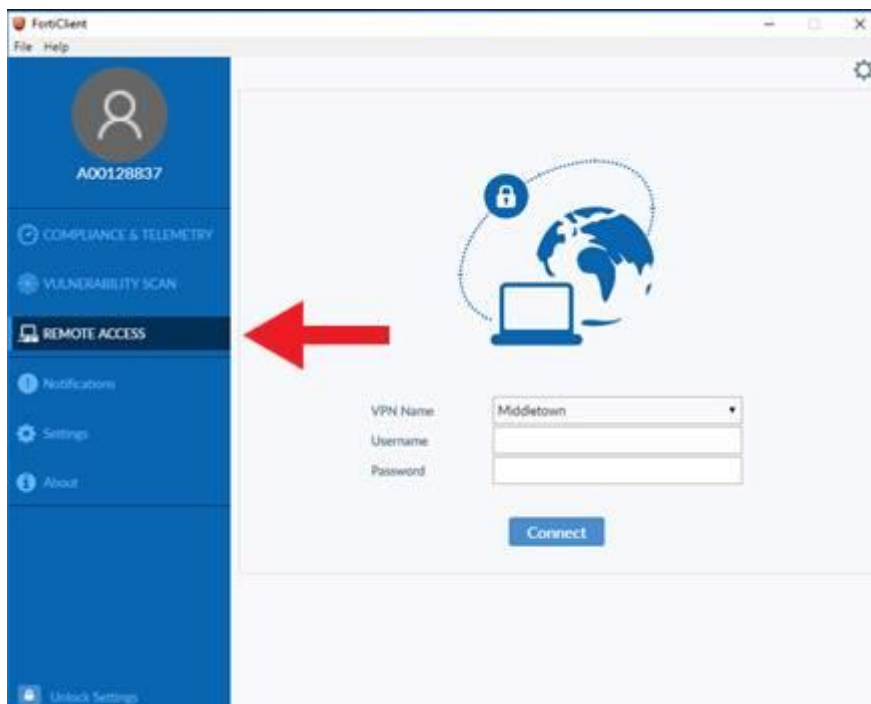 FortiClient
File Help
A00128837
COMPLIANCE & TELEMETRY
VULNERABILITY SCAN
REMOTE ACCESS
Notifications
Settings
About
Unlock Settings
VPN Name Middletown
Username
Password
Connect